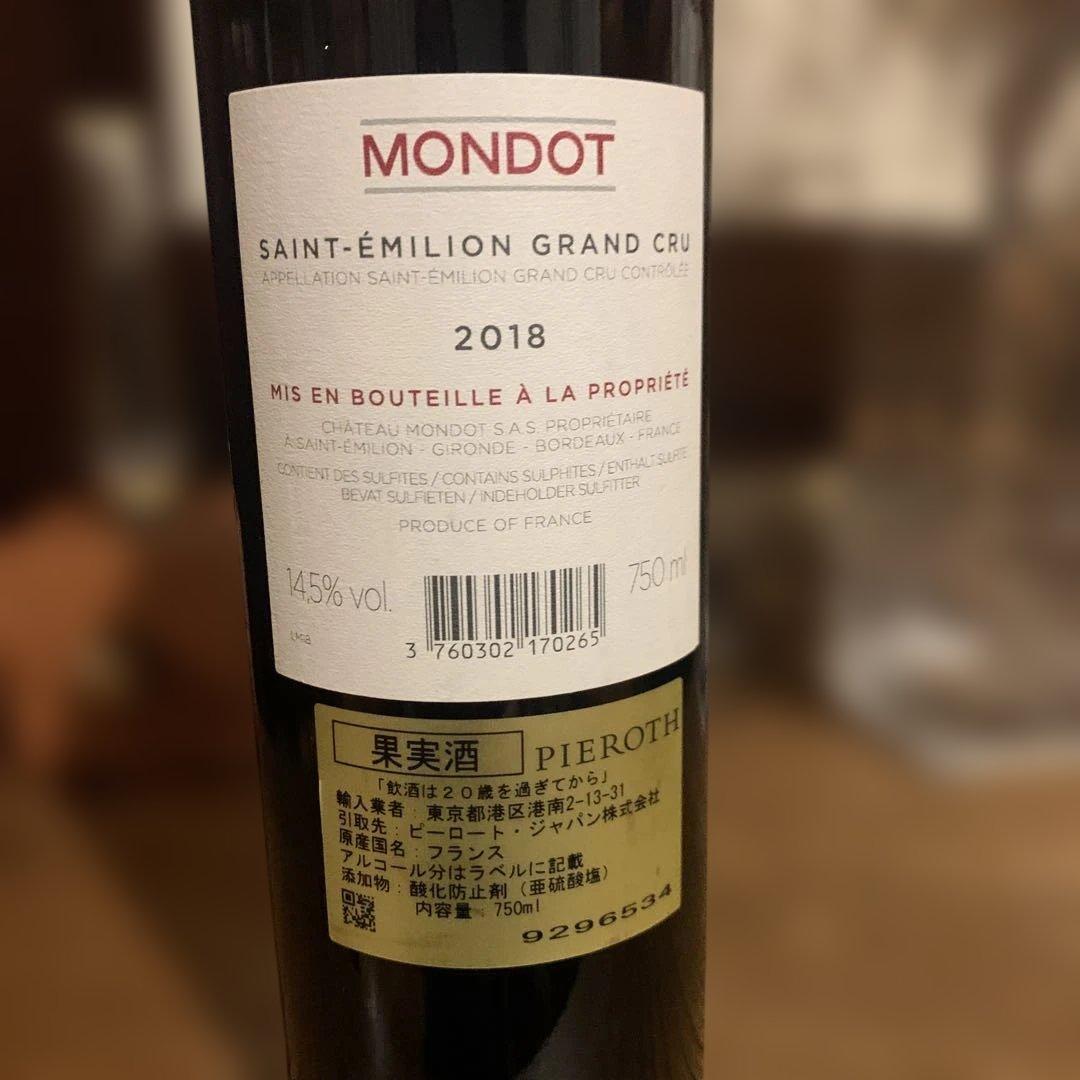 MONDOT
SAINT-ÉMILION GRAND CRU
APPELLATION SAINT-ÉMILION GRAND CRU CONTRÔLÉE
2018
MIS EN BOUTEILLE À LA PROPRIÉTÉ
CHÂTEAU MONDOT S.A.S. PROPRIÉTAIRE
À SAINT-ÉMILION - GIRONDE - BORDEAUX - FRANCE
CONTIENT DES SULFITES / CONTAINS SULPHITES / ENTHALT SULFITE
BEVAT SULFIETEN / INDEHOLDER SULFITTER
PRODUCE OF FRANCE
14,5% vol.
750 ml
3 760302 170265
果実酒 PIEROTH
「飲酒は20歳を過ぎてから」
輸入業者:東京都港区港南2-13-31
引取先:ピーロート・ジャパン株式会社
原産国名:フランス
アルコール分はラベルに記載
添加物:酸化防止剤(亜硫酸塩)
内容量:750ml
9296534